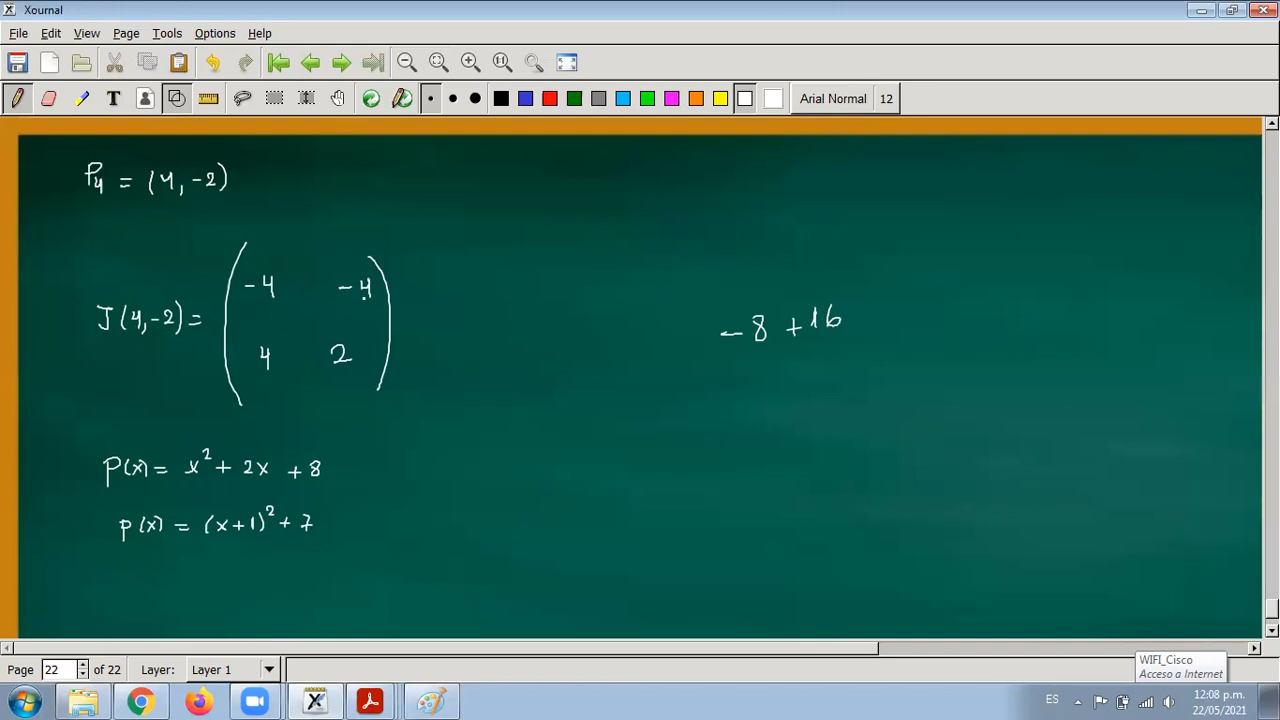 Xournal
File Edit View Page Tools Options Help
Arial Normal 12
P₄ = (4, -2)
J(4,-2) = ( -4 -4
4 2 )
-8 +16
P(x) = x² + 2x + 8
p(x) = (x+1)² + 7
Page 22 of 22 Layer: Layer 1
WIFI_Cisco
Acceso a Internet
ES 12:08 p.m.
22/05/2021